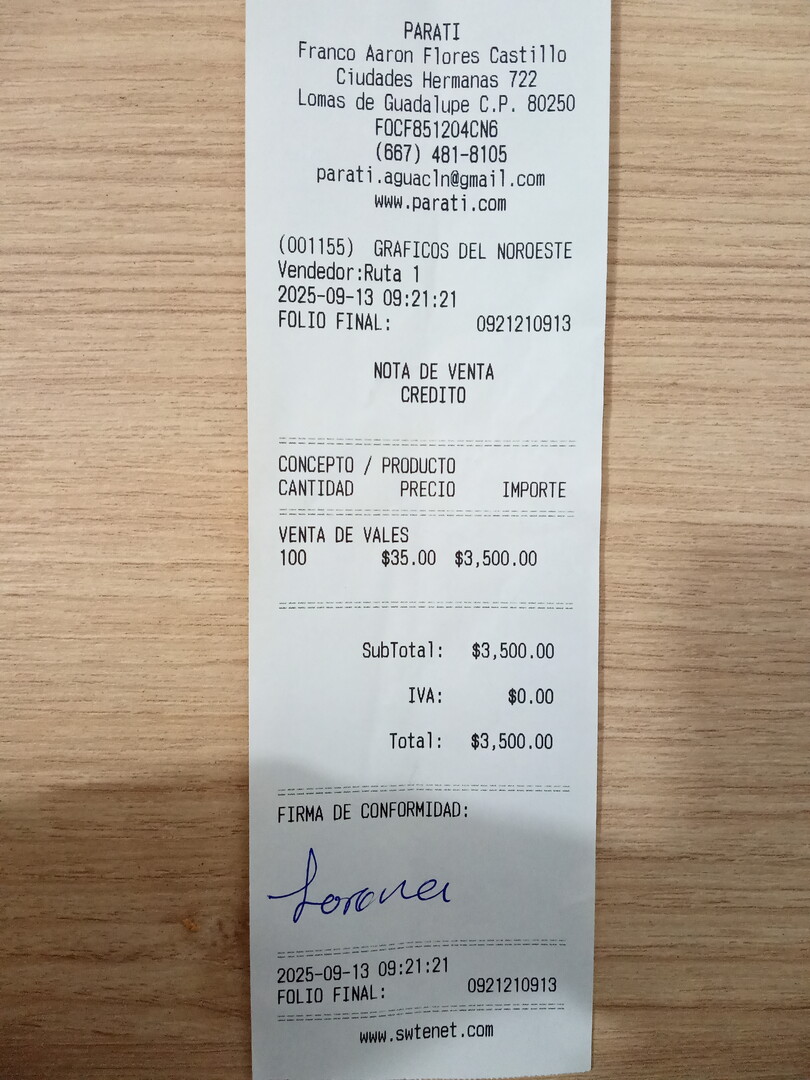 PARATI
Franco Aaron Flores Castillo
Ciudades Hermanas 722
Lomas de Guadalupe C.P. 80250
FOCF851204CN6
(667) 481-8105
parati.aguacln@gmail.com
www.parati.com
(001155) GRAFICOS DEL NOROESTE
Vendedor:Ruta 1
2025-09-13 09:21:21
FOLIO FINAL: 0921210913
NOTA DE VENTA
CREDITO
CONCEPTO / PRODUCTO
CANTIDAD PRECIO IMPORTE
VENTA DE VALES
100 $35.00 $3,500.00
SubTotal: $3,500.00
IVA: $0.00
Total: $3,500.00
FIRMA DE CONFORMIDAD:
Lorena
2025-09-13 09:21:21
FOLIO FINAL: 0921210913
www.swtenet.com